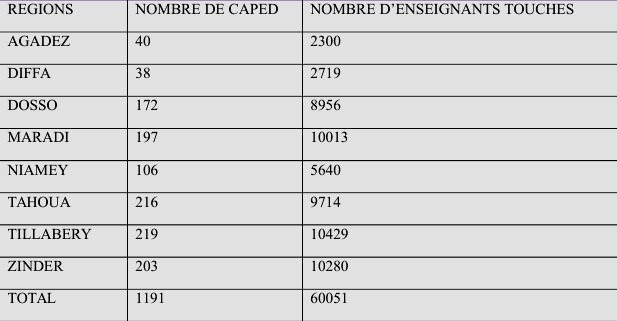 REGIONS NOMBRE DE CAPED NOMBRE D’ENSEIGNANTS TOUCHES
AGADEZ 40 2300
DIFFA 38 2719
DOSSO 172 8956
MARADI 197 10013
NIAMEY 106 5640
TAHOUA 216 9714
TILLABERY 219 10429
ZINDER 203 10280
TOTAL 1191 60051